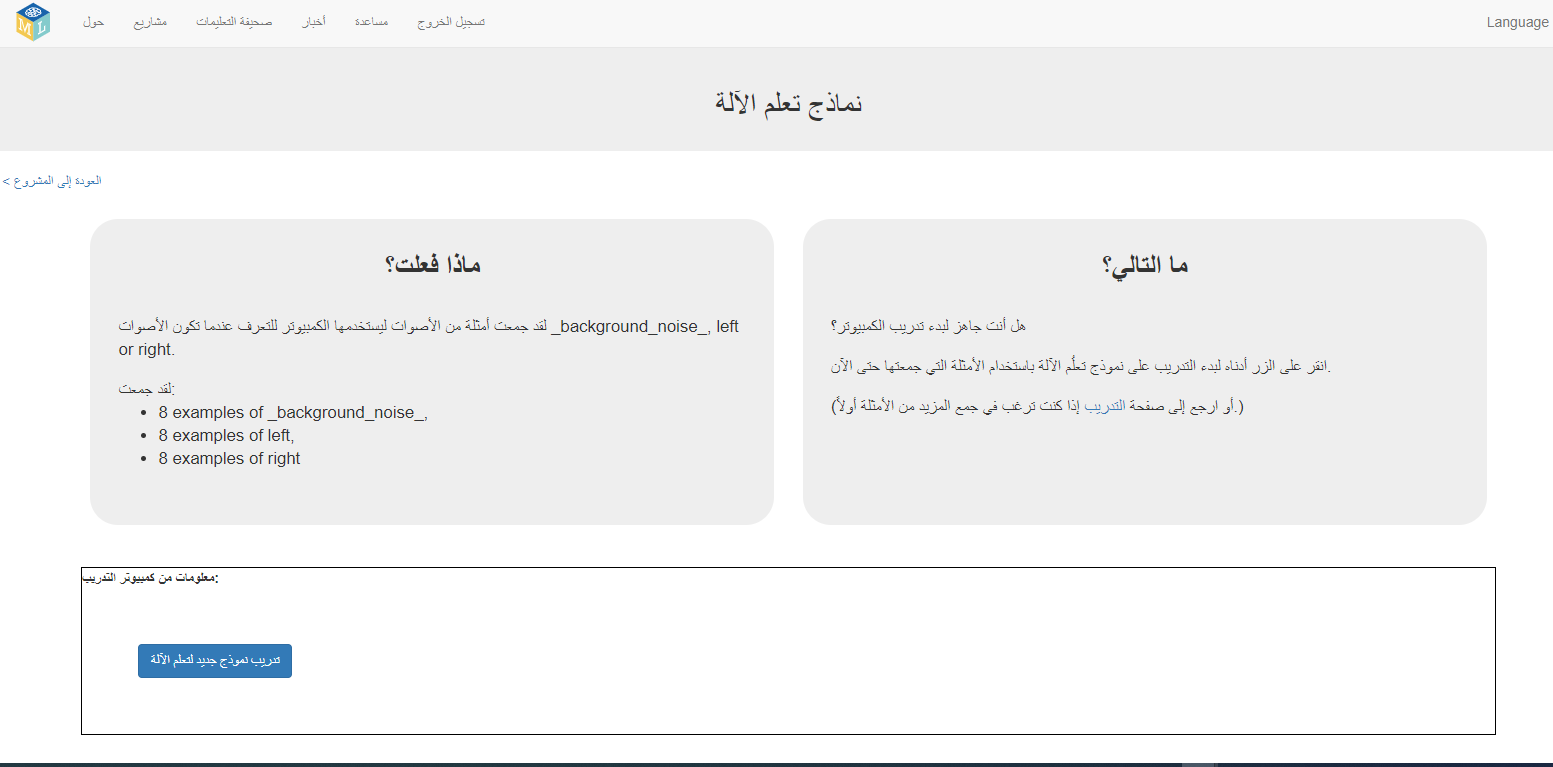 حول
مشاريع
صحيفة التعليمات
أخبار
مساعدة
تسجيل الخروج
Language
ML
نماذج تعلم الآلة
< العودة إلى المشروع
ماذا فعلت؟
لقد جمعت أمثلة من الأصوات ليستخدمها الكمبيوتر للتعرف عندما تكون الأصوات _background_noise_, left
or right.
لقد جمعت:
• 8 examples of _background_noise_,
• 8 examples of left,
• 8 examples of right
ما التالي؟
هل أنت جاهز لبدء تدريب الكمبيوتر؟
انقر على الزر أدناه لبدء التدريب على نموذج تعلُم الآلة باستخدام الأمثلة التي جمعتها حتى الآن.
(أو ارجع إلى صفحة التدريب إذا كنت ترغب في جمع المزيد من الأمثلة أولاً.)
معلومات من كمبيوتر التدريب:
تدريب نموذج جديد لتعلم الآلة